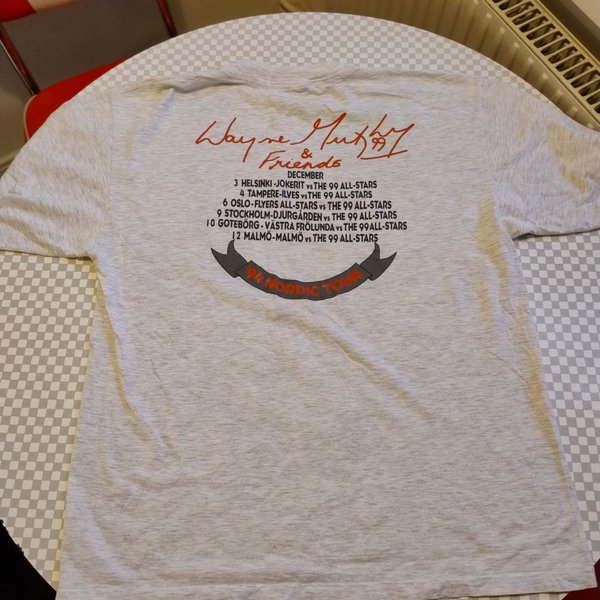 Wayne Gretzky 99
&
Friends
DECEMBER
3 HELSINKI-JOKERIT vs THE 99 ALL-STARS
4 TAMPERE-ILVES vs THE 99 ALL-STARS
6 OSLO-FLYERS ALL-STARS vs THE 99 ALL-STARS
9 STOCKHOLM-DJURGÅRDEN vs THE 99 ALL-STARS
10 GOTEBÖRG - VÄSTRA FRÖLUNDA vs THE 99 ALL-STARS
12 MALMÖ-MALMÖ vs THE 99 ALL-STARS
'94 NORDIC TOUR